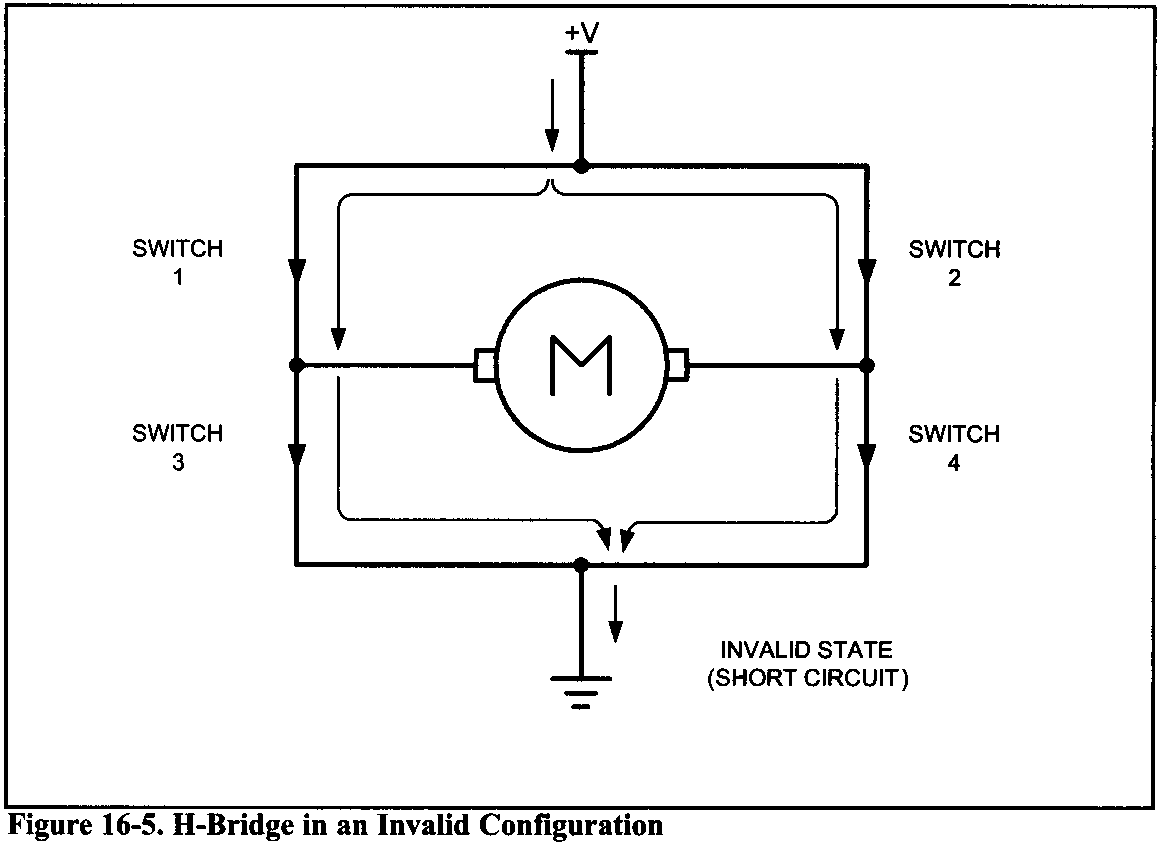 +V
SWITCH
1
SWITCH
2
M
SWITCH
3
SWITCH
4
INVALID STATE
(SHORT CIRCUIT)
Figure 16-5. H-Bridge in an Invalid Configuration